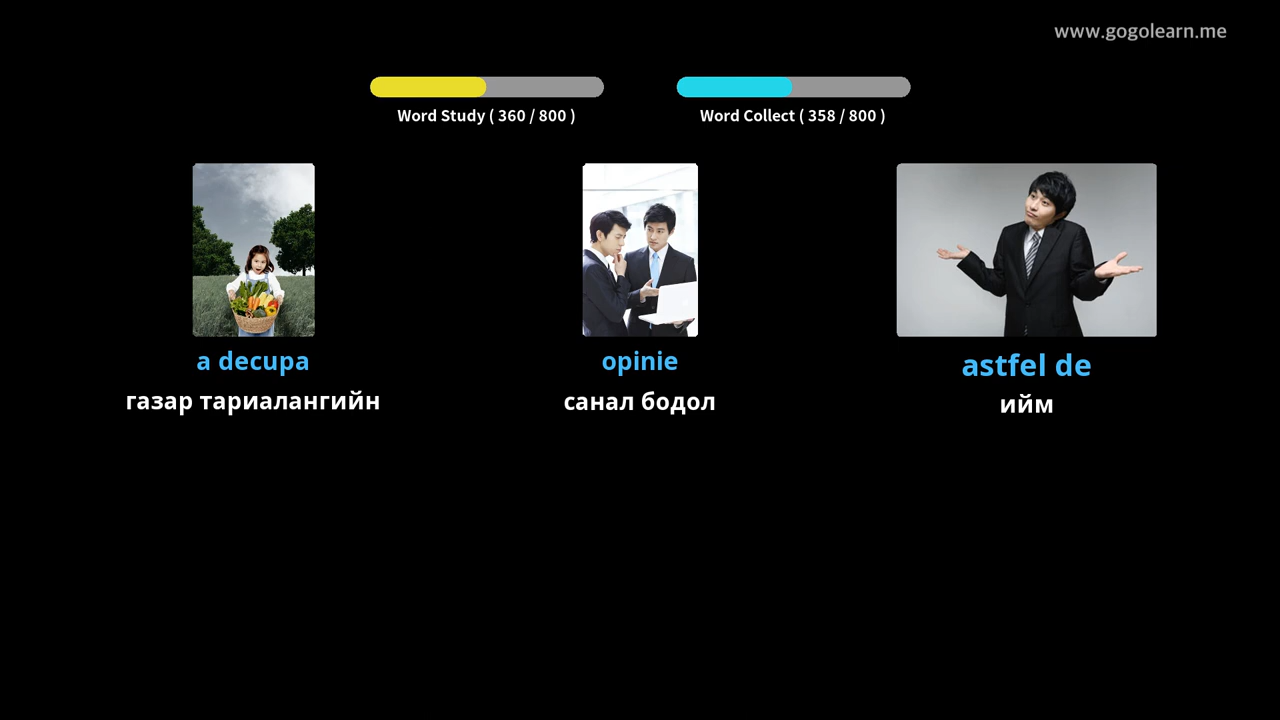 www.gogolearn.me
Word Study ( 360 / 800 )
Word Collect ( 358 / 800 )
a decupa
opinie
astfel de
газар тариалангийн
санал бодол
ийм